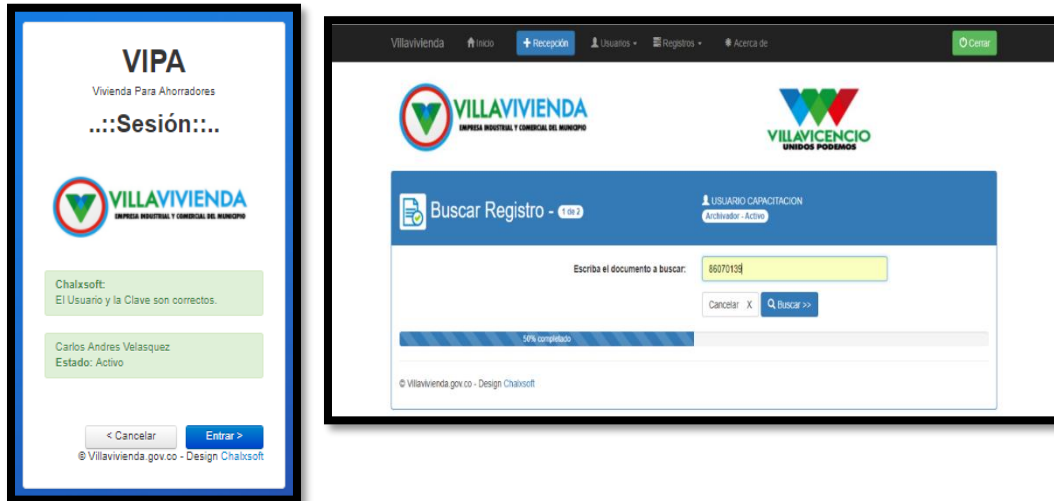 VIPA
Vivienda Para Ahorradores
..::Sesión::..
VILLAVIVIENDA
EMPRESA INDUSTRIAL Y COMERCIAL DEL MUNICIPIO
Chalxsoft:
El Usuario y la Clave son correctos.
Carlos Andres Velasquez
Estado: Activo
< Cancelar Entrar >
© Villavivienda.gov.co - Design Chalxsoft
Villavivienda Inicio + Recepción Usuarios Registros Acerca de Cerrar
VILLAVIVIENDA
EMPRESA INDUSTRIAL Y COMERCIAL DEL MUNICIPIO
VILLAVICENCIO
UNIDOS PODEMOS
Buscar Registro - 1 de 2
USUARIO CAPACITACION
Archivador - Activo
Escriba el documento a buscar: 86070139
Cancelar X Buscar >>
50% completado
© Villavivienda.gov.co - Design Chalxsoft